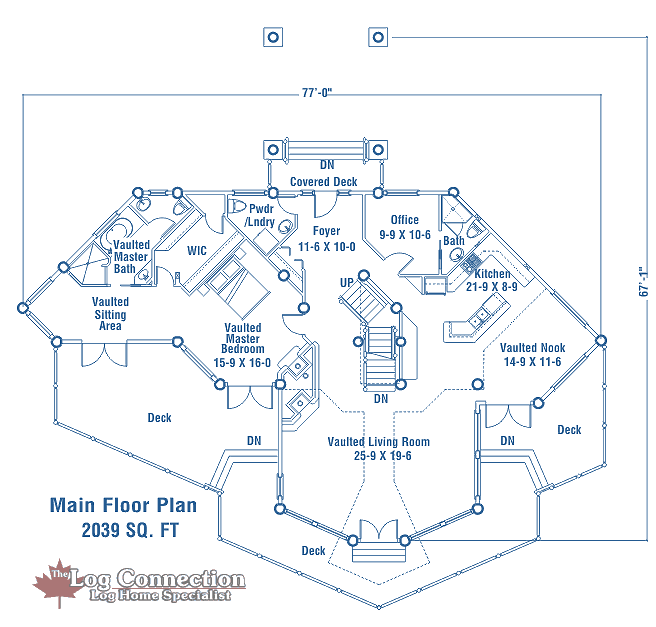 77'-0"
DN
Covered Deck
Pwdr
/Lndry
Foyer
11-6 X 10-0
Office
9-9 X 10-6
Bath
Vaulted
Master
Bath
WIC
Kitchen
21-9 X 8-9
67'-1"
UP
Vaulted
Sitting
Area
Vaulted
Master
Bedroom
15-9 X 16-0
Vaulted Nook
14-9 X 11-6
DN
Deck
DN
Vaulted Living Room
25-9 X 19-6
DN
Deck
Main Floor Plan
2039 SQ. FT
Deck
The Log Connection
Log Home Specialist